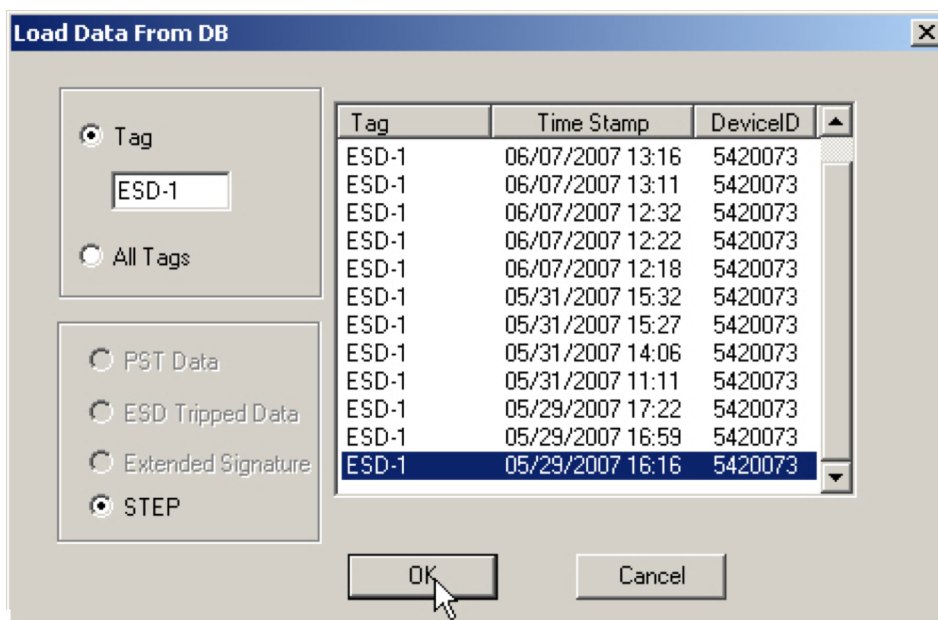 Load Data From DB
Tag
ESD-1
All Tags
PST Data
ESD Tripped Data
Extended Signature
STEP
Tag Time Stamp DeviceID
ESD-1 06/07/2007 13:16 5420073
ESD-1 06/07/2007 13:11 5420073
ESD-1 06/07/2007 12:32 5420073
ESD-1 06/07/2007 12:22 5420073
ESD-1 06/07/2007 12:18 5420073
ESD-1 05/31/2007 15:32 5420073
ESD-1 05/31/2007 15:27 5420073
ESD-1 05/31/2007 14:06 5420073
ESD-1 05/31/2007 11:11 5420073
ESD-1 05/29/2007 17:22 5420073
ESD-1 05/29/2007 16:59 5420073
ESD-1 05/29/2007 16:16 5420073
OK Cancel